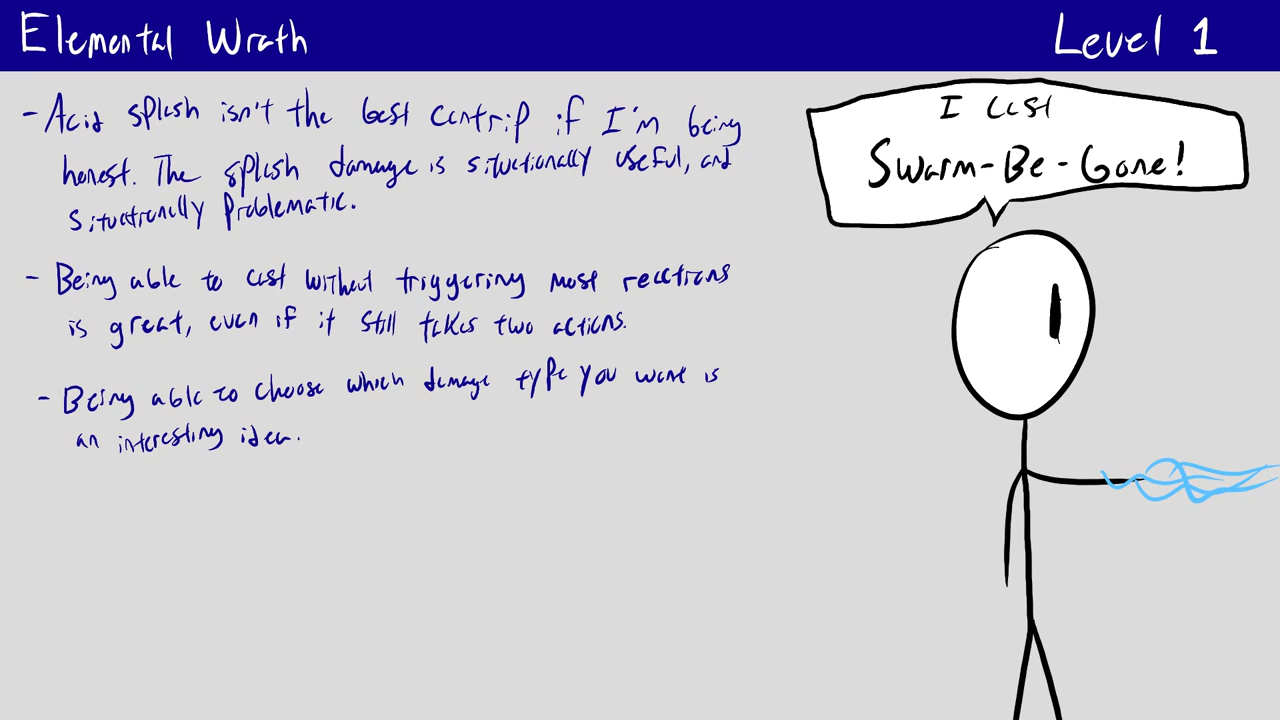 Elemental Wrath
Level 1
- Acid splash isn't the best cantrip if I'm being
honest. The splash damage is situationally useful, and
situationally problematic.
- Being able to cast without triggering most reactions
is great, even if it still takes two actions.
- Being able to choose which damage type you want is
an interesting idea.
I cast
Swarm-Be-Gone!